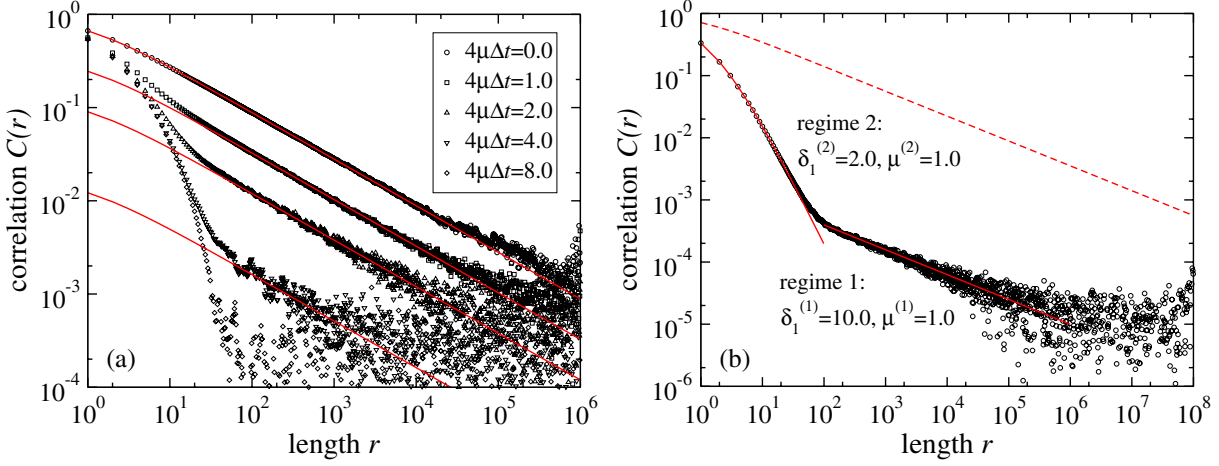 10^0
10^-1
10^-2
10^-3
10^-4
correlation C(r)
4μΔt=0.0
4μΔt=1.0
4μΔt=2.0
4μΔt=4.0
4μΔt=8.0
(a)
10^0 10^1 10^2 10^3 10^4 10^5 10^6
length r
10^0
10^-1
10^-2
10^-3
10^-4
10^-5
10^-6
correlation C(r)
regime 2:
δ_1^(2)=2.0, μ^(2)=1.0
regime 1:
δ_1^(1)=10.0, μ^(1)=1.0
(b)
10^0 10^1 10^2 10^3 10^4 10^5 10^6 10^7 10^8
length r